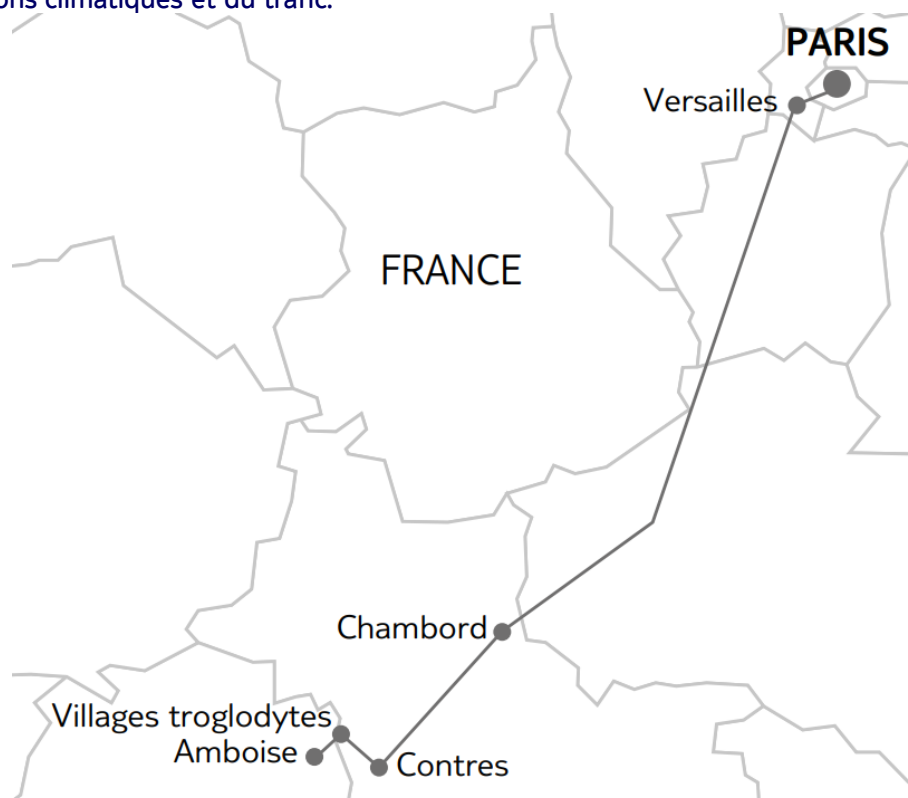 ons climatiques et du trafic.
PARIS
Versailles
FRANCE
Chambord
Villages troglodytes
Amboise
Contres